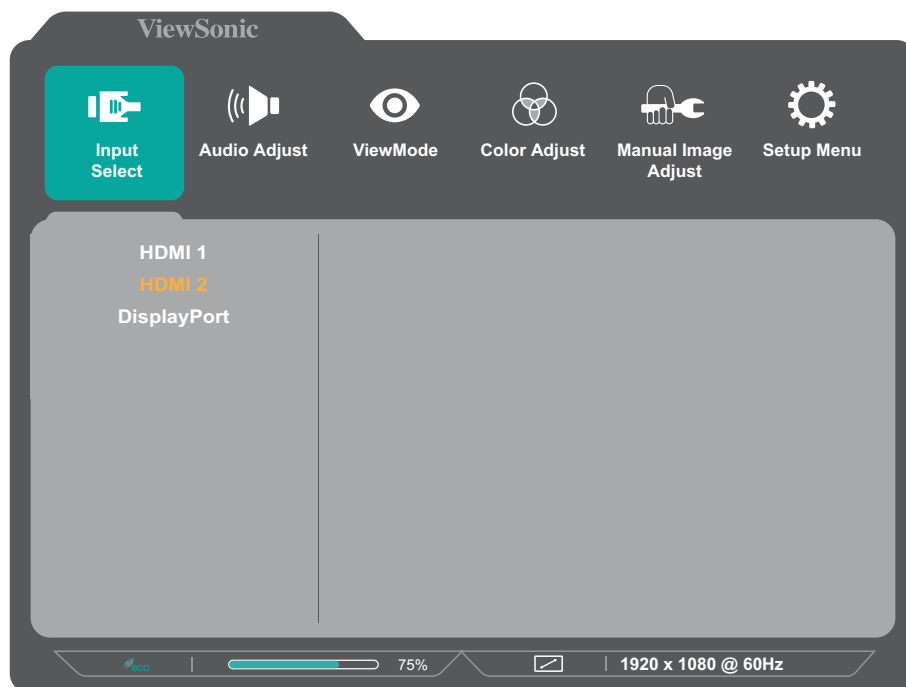 ViewSonic
Input Select
Audio Adjust
ViewMode
Color Adjust
Manual Image Adjust
Setup Menu
HDMI 1
HDMI 2
DisplayPort
eco
75%
1920 x 1080 @ 60Hz